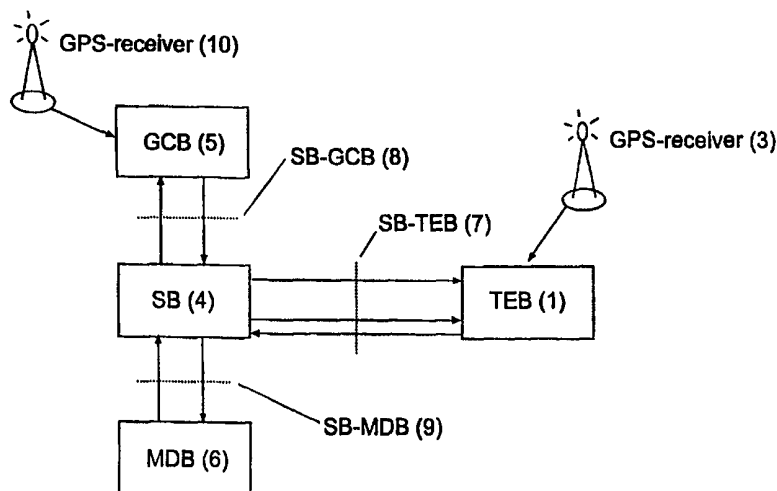 GPS-receiver (10)
GCB (5)
SB-GCB (8)
GPS-receiver (3)
SB-TEB (7)
SB (4)
TEB (1)
SB-MDB (9)
MDB (6)